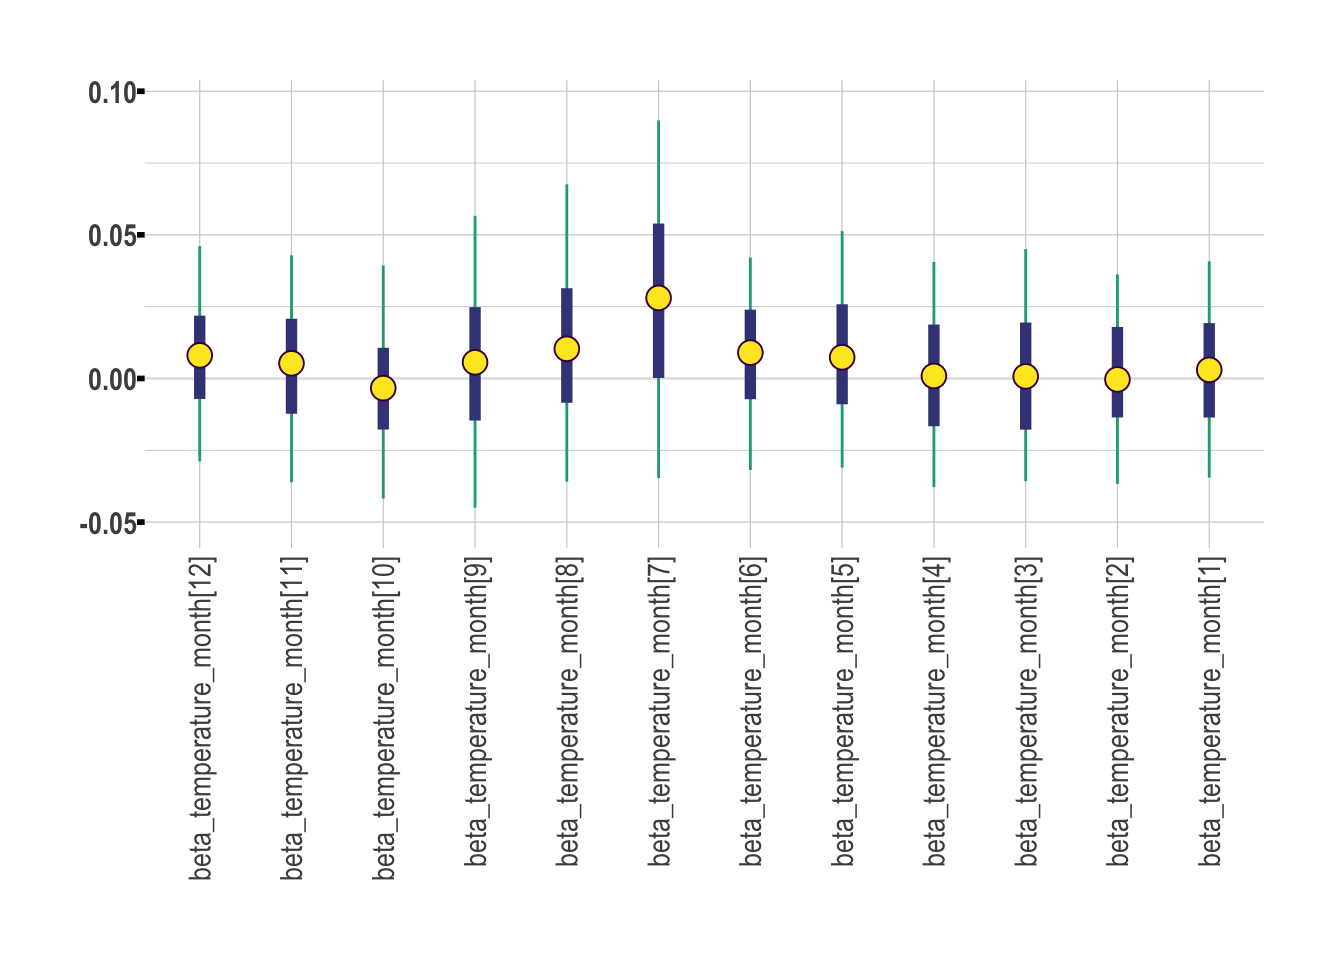 0.10
0.05
0.00
-0.05
beta_temperature_month[12]
beta_temperature_month[11]
beta_temperature_month[10]
beta_temperature_month[9]
beta_temperature_month[8]
beta_temperature_month[7]
beta_temperature_month[6]
beta_temperature_month[5]
beta_temperature_month[4]
beta_temperature_month[3]
beta_temperature_month[2]
beta_temperature_month[1]